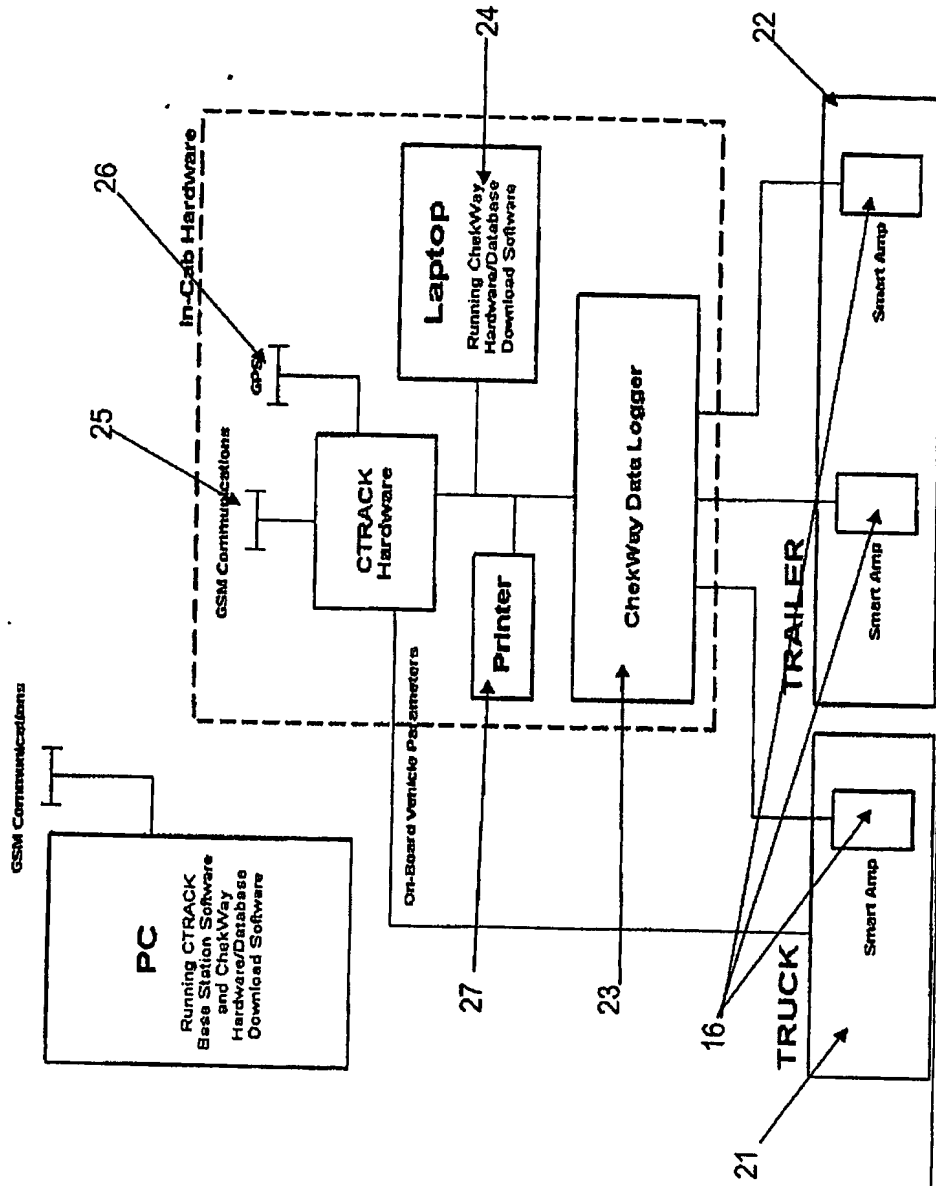 GSM Communications
PC
Running CTRACK
Base Station Software
and ChekWay
Hardware/Database
Download Software
25
26
24
In-Cab Hardware
GSM Communications
GPS
CTRACK
Hardware
Laptop
Running ChekWay
Hardware/Database
Download Software
On-Board Vehicle Parameters
Printer
27
ChekWay Data Logger
23
16
TRUCK
Smart Amp
21
TRAILER
Smart Amp
Smart Amp
22